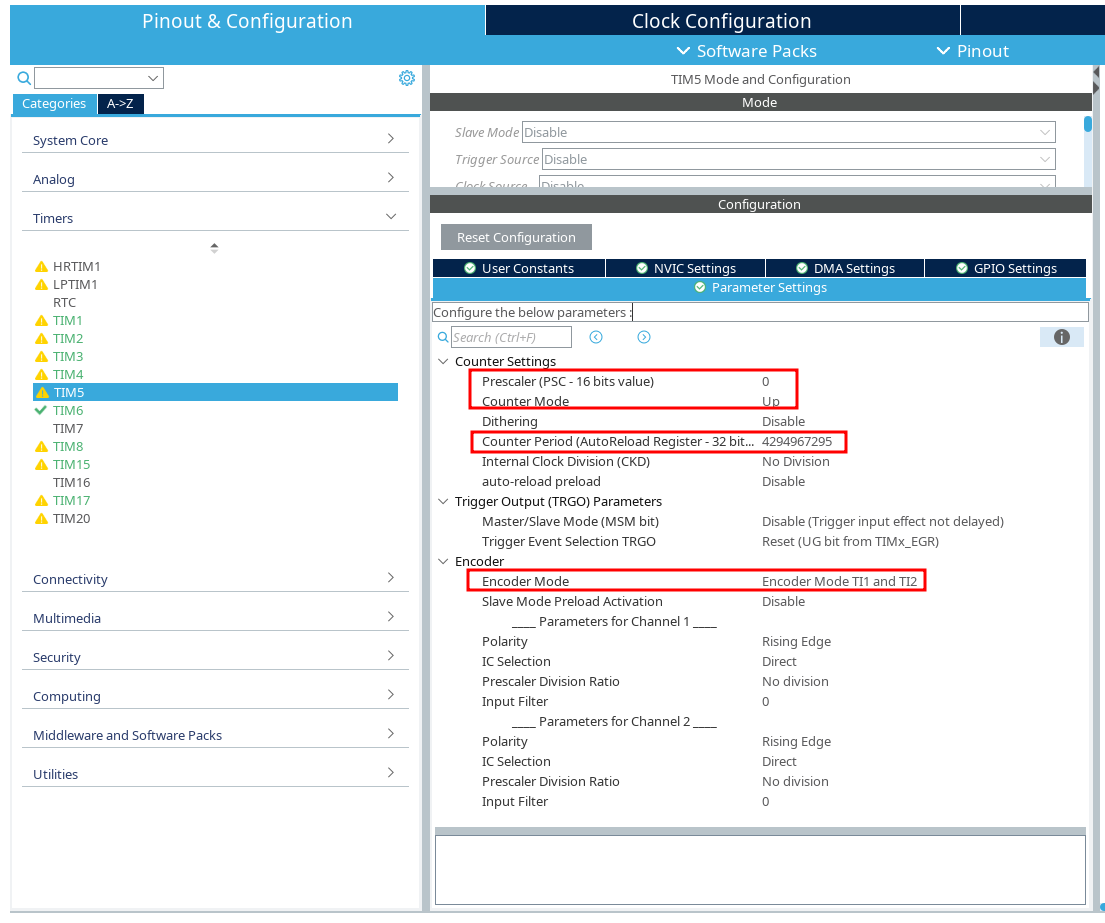 Pinout & Configuration
Clock Configuration
Software Packs
Pinout
Categories
A->Z
System Core
Analog
Timers
HRTIM1
LPTIM1
RTC
TIM1
TIM2
TIM3
TIM4
TIM5
TIM6
TIM7
TIM8
TIM15
TIM16
TIM17
TIM20
Connectivity
Multimedia
Security
Computing
Middleware and Software Packs
Utilities
TIM5 Mode and Configuration
Mode
Slave Mode Disable
Trigger Source Disable
Clock Source Disable
Configuration
Reset Configuration
User Constants
NVIC Settings
DMA Settings
GPIO Settings
Parameter Settings
Configure the below parameters :
Search (Ctrl+F)
Counter Settings
Prescaler (PSC - 16 bits value) 0
Counter Mode Up
Dithering Disable
Counter Period (AutoReload Register - 32 bit... 4294967295
Internal Clock Division (CKD) No Division
auto-reload preload Disable
Trigger Output (TRGO) Parameters
Master/Slave Mode (MSM bit) Disable (Trigger input effect not delayed)
Trigger Event Selection TRGO Reset (UG bit from TIMx_EGR)
Encoder
Encoder Mode Encoder Mode TI1 and TI2
Slave Mode Preload Activation Disable
____ Parameters for Channel 1 ____
Polarity Rising Edge
IC Selection Direct
Prescaler Division Ratio No division
Input Filter 0
____ Parameters for Channel 2 ____
Polarity Rising Edge
IC Selection Direct
Prescaler Division Ratio No division
Input Filter 0